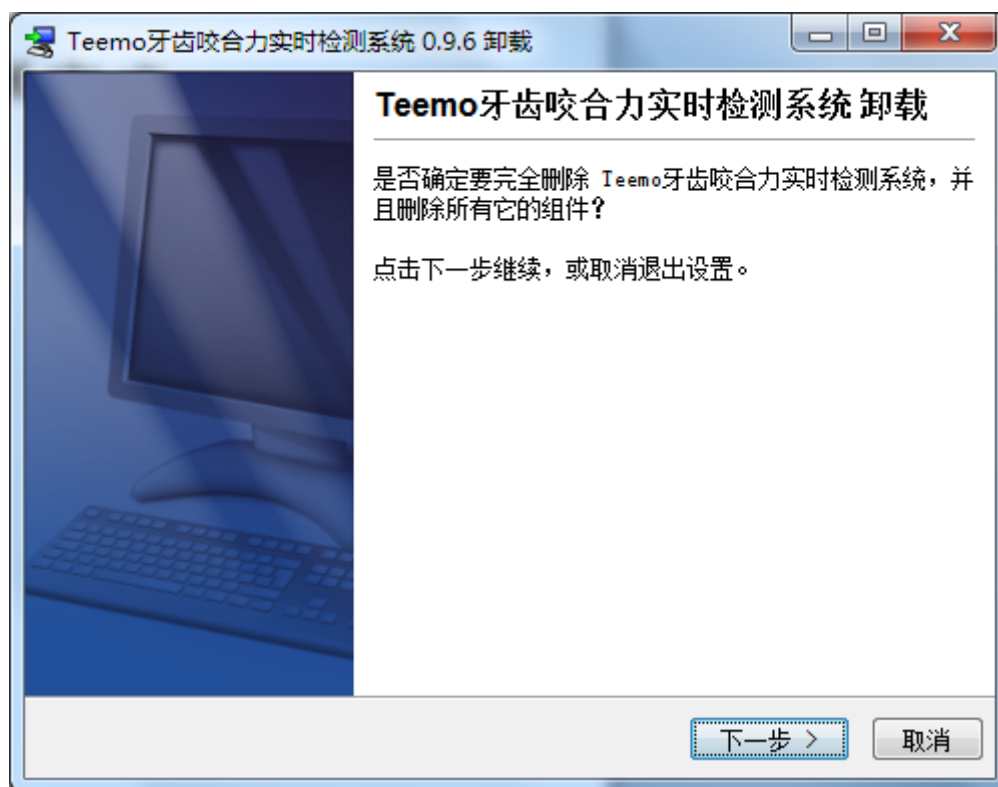 Teemo牙齿咬合力实时检测系统 0.9.6 卸载
Teemo牙齿咬合力实时检测系统 卸载
是否确定要完全删除 Teemo牙齿咬合力实时检测系统，并
且删除所有它的组件？
点击下一步继续，或取消退出设置。
下一步 >
取消